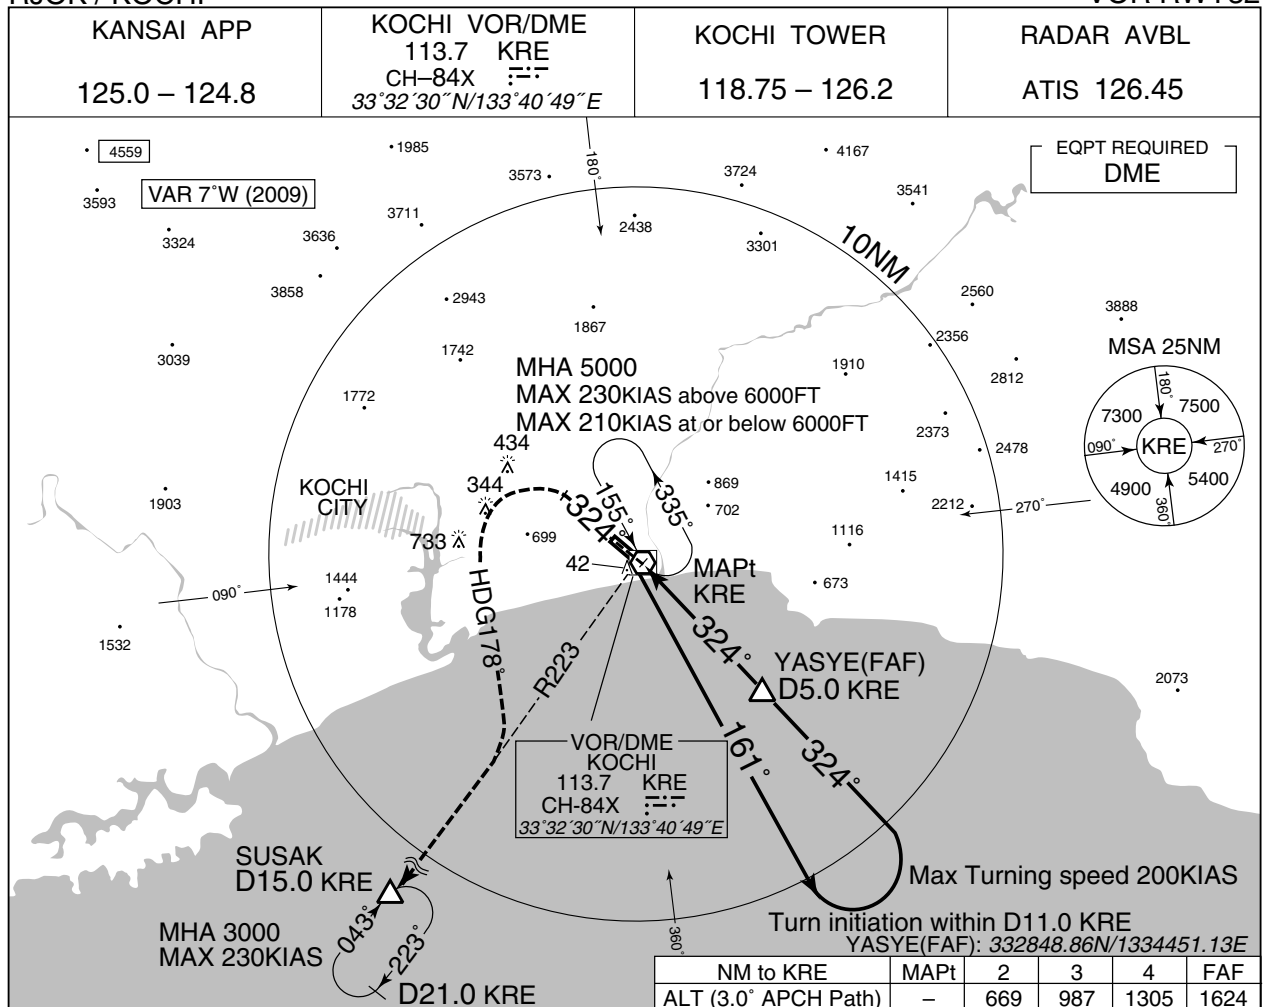 RJOK / KOCHI
VOR RWY32
KANSAI APP
125.0 – 124.8
KOCHI VOR/DME
113.7 KRE
CH–84X
33°32´30˝N/133°40´49˝E
KOCHI TOWER
118.75 – 126.2
RADAR AVBL
ATIS 126.45
4559
1985
180°
4167
EQPT REQUIRED
DME
3573
3724
3593
VAR 7°W (2009)
3541
3711
2438
3324
3636
3301
10NM
3858
2943
2560
3888
1867
2356
3039
1742
MSA 25NM
MHA 5000
MAX 230KIAS above 6000FT
MAX 210KIAS at or below 6000FT
1910
2812
180°
7300
7500
1772
2373
434
2478
090°
KRE
270°
344
KOCHI
CITY
869
1415
4900
5400
1903
155°
335°
702
2212
270°
360°
324°
733
699
1116
42
MAPt
KRE
1444
673
090°
1178
HDG178°
324°
1532
R223
YASYE(FAF)
D5.0 KRE
2073
161°
324°
VOR/DME
KOCHI
113.7 KRE
CH-84X
33°32´30˝N/133°40´49˝E
SUSAK
D15.0 KRE
Max Turning speed 200KIAS
043°
223°
MHA 3000
MAX 230KIAS
360°
Turn initiation within D11.0 KRE
YASYE(FAF): 332848.86N/1334451.13E
D21.0 KRE
NM to KRE MAPt 2 3 4 FAF
ALT (3.0° APCH Path) – 669 987 1305 1624